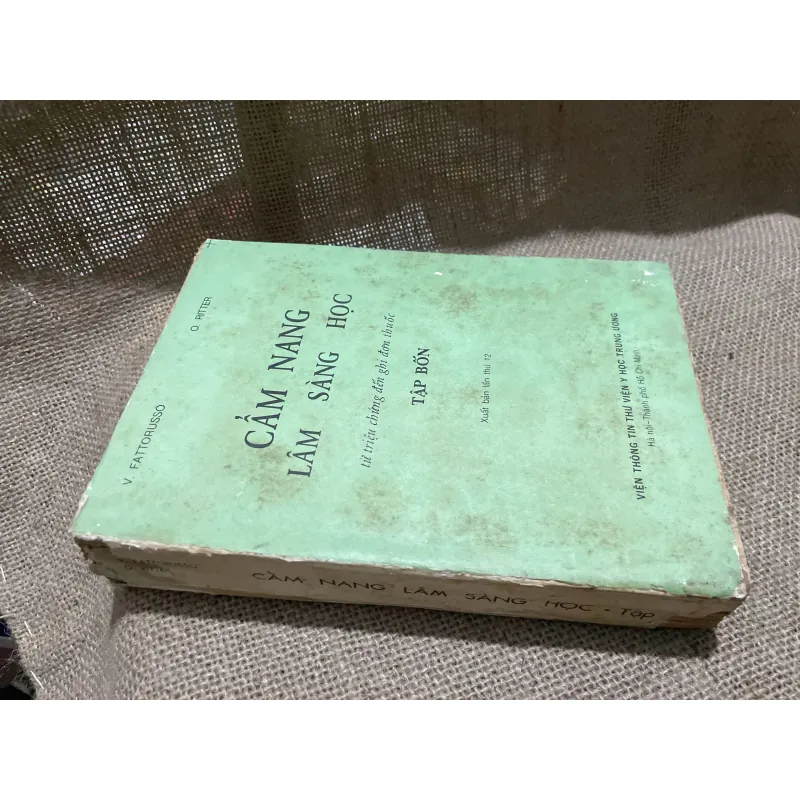 V. FATTORUSSO O. RITTER
CẨM NANG
LÂM SÀNG HỌC
từ triệu chứng đến ghi đơn thuốc
TẬP BỐN
Xuất bản lần thứ 12
VIỆN THÔNG TIN THƯ VIỆN Y HỌC TRUNG ƯƠNG
Hà nội-Thành phố Hồ Chí Minh
CẨM NANG LÂM SÀNG HỌC - Tập